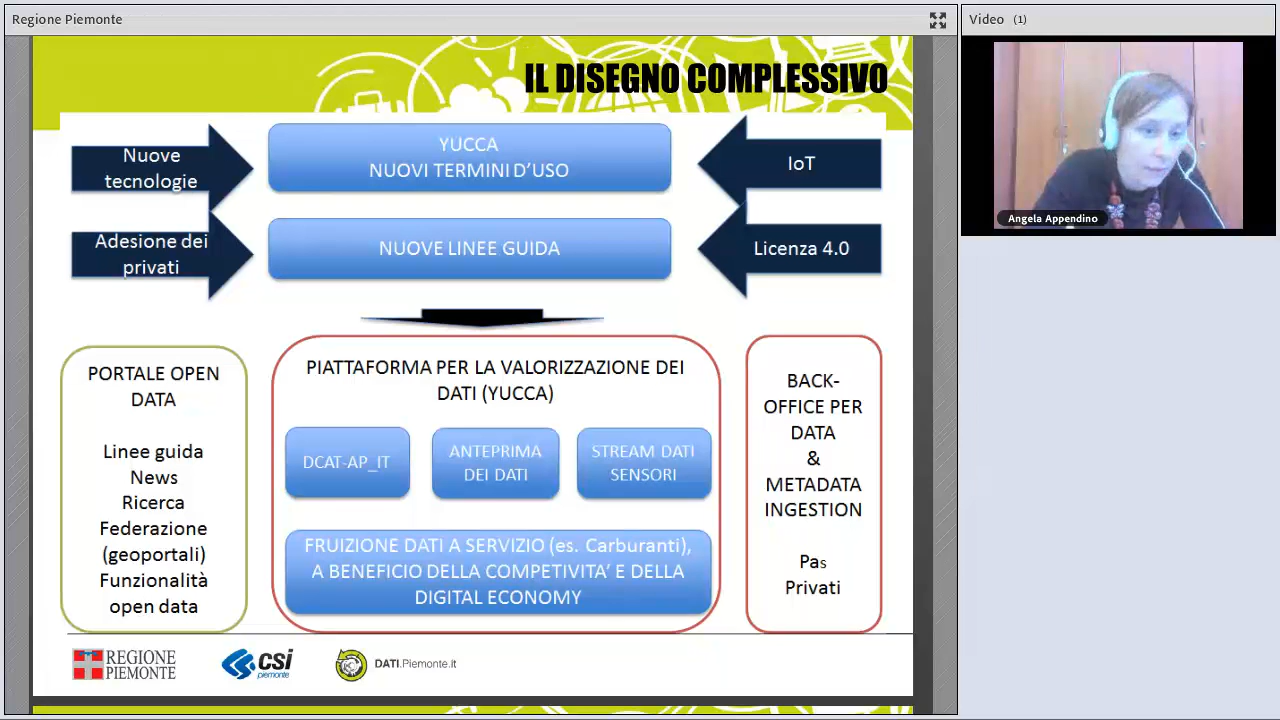 Regione Piemonte
Video (1)
Angela Appendino
IL DISEGNO COMPLESSIVO
Nuove
tecnologie
YUCCA
NUOVI TERMINI D'USO
IoT
Adesione dei
privati
NUOVE LINEE GUIDA
Licenza 4.0
PORTALE OPEN
DATA
Linee guida
News
Ricerca
Federazione
(geoportali)
Funzionalità
open data
PIATTAFORMA PER LA VALORIZZAZIONE DEI
DATI (YUCCA)
DCAT-AP_IT
ANTEPRIMA
DEI DATI
STREAM DATI
SENSORI
FRUIZIONE DATI A SERVIZIO (es. Carburanti),
A BENEFICIO DELLA COMPETIVITA' E DELLA
DIGITAL ECONOMY
BACK-
OFFICE PER
DATA
&
METADATA
INGESTION
Pas
Privati
REGIONE
PIEMONTE
csi
piemonte
DATI.Piemonte.it